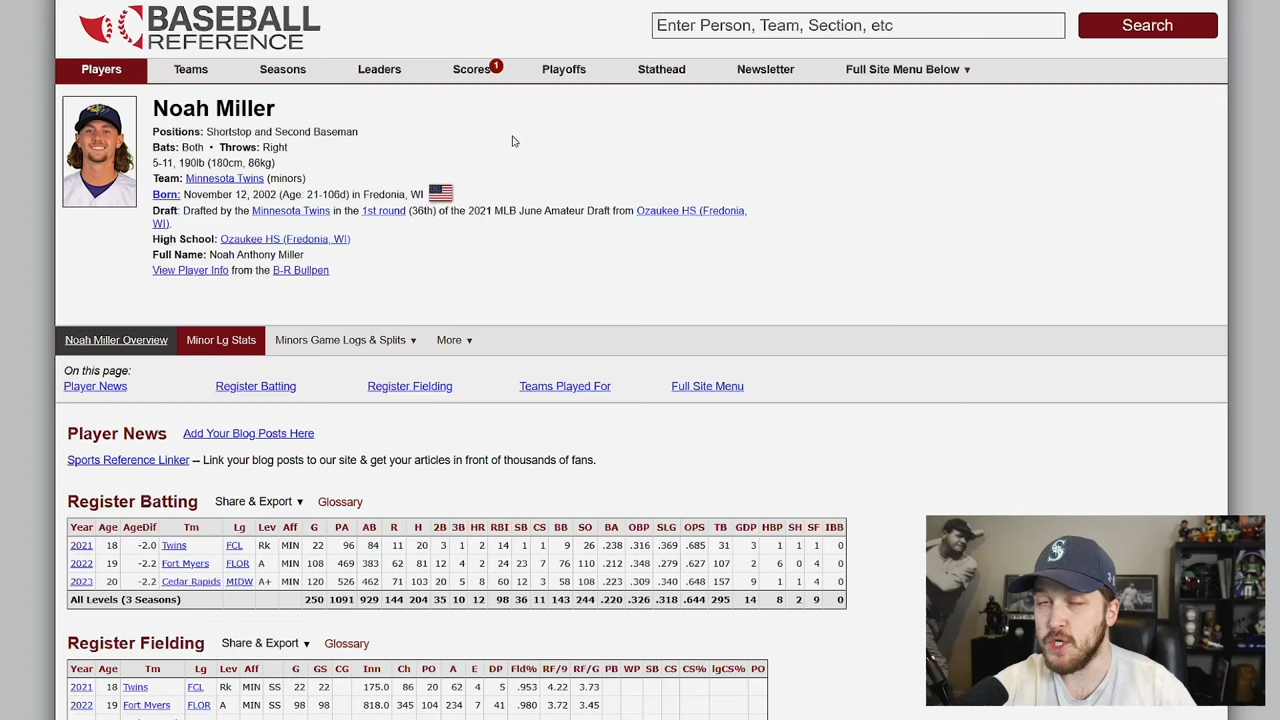 BASEBALL
REFERENCE
Enter Person, Team, Section, etc
Search
Players Teams Seasons Leaders Scores 1 Playoffs Stathead Newsletter Full Site Menu Below ▼
Noah Miller
Positions: Shortstop and Second Baseman
Bats: Both • Throws: Right
5-11, 190lb (180cm, 86kg)
Team: Minnesota Twins (minors)
Born: November 12, 2002 (Age: 21-106d) in Fredonia, WI
Draft: Drafted by the Minnesota Twins in the 1st round (36th) of the 2021 MLB June Amateur Draft from Ozaukee HS (Fredonia,
WI).
High School: Ozaukee HS (Fredonia, WI)
Full Name: Noah Anthony Miller
View Player Info from the B-R Bullpen
Noah Miller Overview Minor Lg Stats Minors Game Logs & Splits ▼ More ▼
On this page:
Player News Register Batting Register Fielding Teams Played For Full Site Menu
Player News Add Your Blog Posts Here
Sports Reference Linker -- Link your blog posts to our site & get your articles in front of thousands of fans.
Register Batting Share & Export ▼ Glossary
Year Age AgeDif Tm Lg Lev Aff G PA AB R H 2B 3B HR RBI SB CS BB SO BA OBP SLG OPS TB GDP HBP SH SF IBB
2021 18 -2.0 Twins FCL Rk MIN 22 96 84 11 20 3 1 2 14 1 1 9 26 .238 .316 .369 .685 31 3 1 1 1 0
2022 19 -2.2 Fort Myers FLOR A MIN 108 469 383 62 81 12 4 2 24 23 7 76 110 .212 .348 .279 .627 107 2 6 0 4 0
2023 20 -2.2 Cedar Rapids MIDW A+ MIN 120 526 462 71 103 20 5 8 60 12 3 58 108 .223 .309 .340 .648 157 9 1 1 4 0
All Levels (3 Seasons) 250 1091 929 144 204 35 10 12 98 36 11 143 244 .220 .326 .318 .644 295 14 8 2 9 0
Register Fielding Share & Export ▼ Glossary
Year Age Tm Lg Lev Aff G GS CG Inn Ch PO A E DP Fld% RF/9 RF/G PB WP SB CS CS% lgCS% PO
2021 18 Twins FCL Rk MIN SS 22 22 175.0 86 20 62 4 5 .953 4.22 3.73
2022 19 Fort Myers FLOR A MIN SS 98 98 818.0 345 104 234 7 41 .980 3.72 3.45